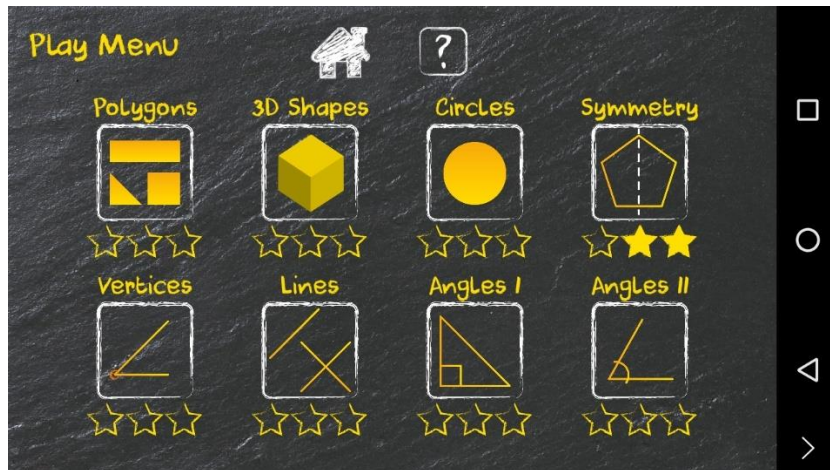 Play Menu
?
Polygons 3D Shapes Circles Symmetry
Vertices Lines Angles I Angles II